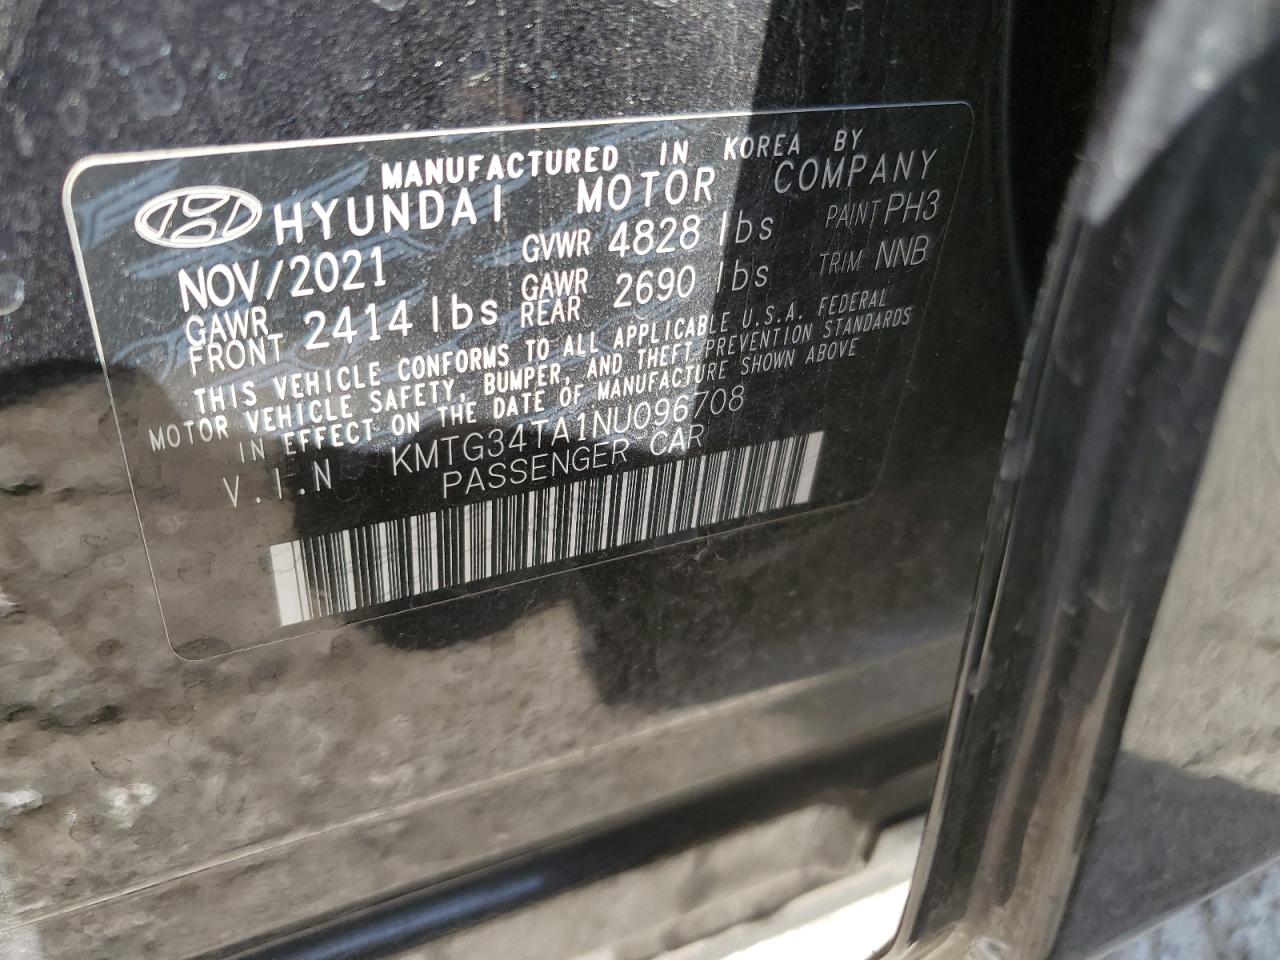 MANUFACTURED IN KOREA BY
HYUNDAI MOTOR COMPANY
NOV/2021 GVWR 4828 lbs PAINT PH3
GAWR FRONT 2414 lbs GAWR REAR 2690 lbs TRIM NNB
THIS VEHICLE CONFORMS TO ALL APPLICABLE U.S.A. FEDERAL
MOTOR VEHICLE SAFETY, BUMPER, AND THEFT PREVENTION STANDARDS
IN EFFECT ON THE DATE OF MANUFACTURE SHOWN ABOVE
V.I.N KMTG34TA1NU096708
PASSENGER CAR